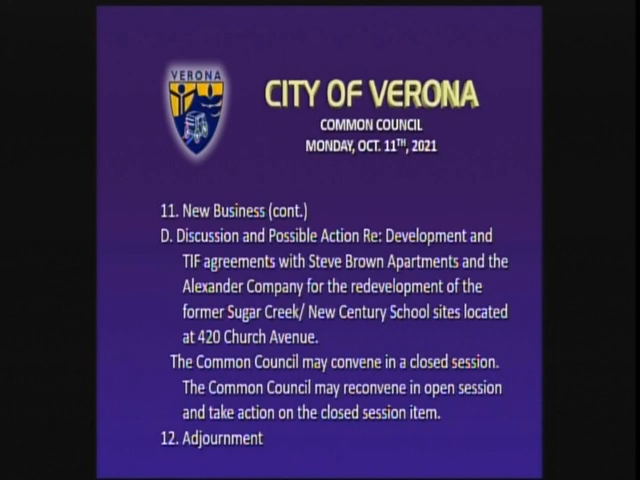 VERONA
CITY OF VERONA
COMMON COUNCIL
MONDAY, OCT. 11TH, 2021
11. New Business (cont.)
D. Discussion and Possible Action Re: Development and
TIF agreements with Steve Brown Apartments and the
Alexander Company for the redevelopment of the
former Sugar Creek/ New Century School sites located
at 420 Church Avenue.
The Common Council may convene in a closed session.
The Common Council may reconvene in open session
and take action on the closed session item.
12. Adjournment